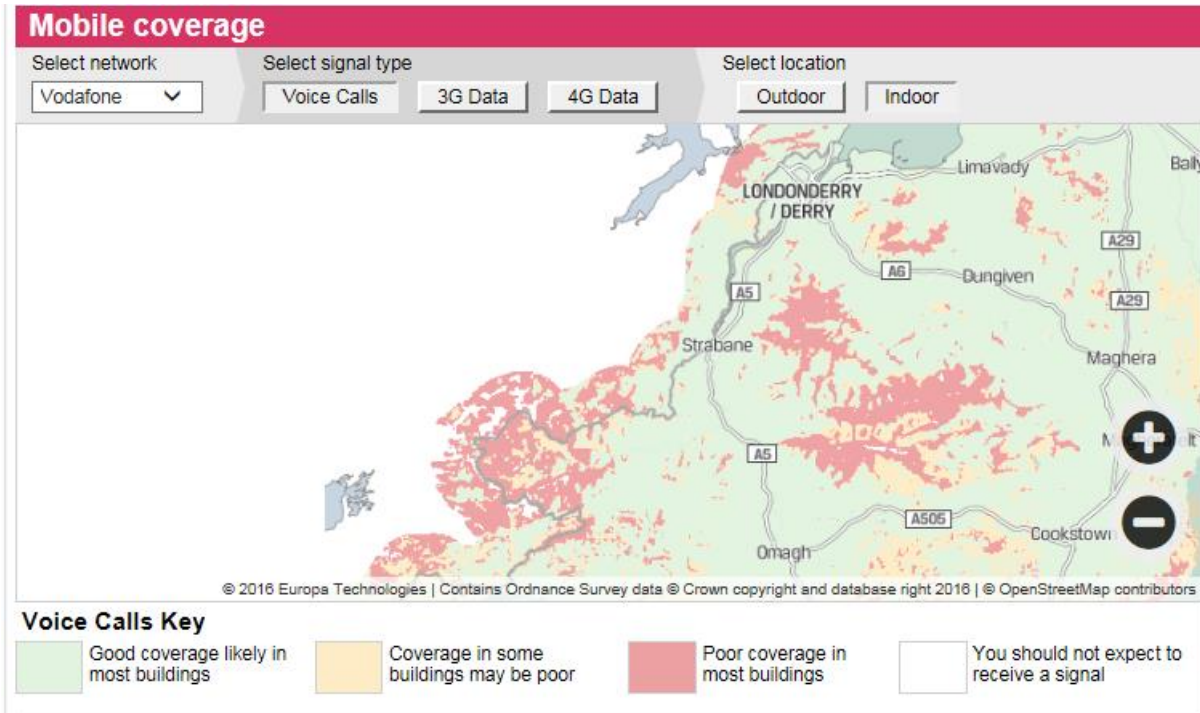 Mobile coverage
Select network
Select signal type
Select location
Vodafone
Voice Calls
3G Data
4G Data
Outdoor
Indoor
Limavady
Bally
LONDONDERRY
/ DERRY
A29
A6
Dungiven
A5
A29
Strabane
Maghera
A5
A505
Cookstown
Omagh
© 2016 Europa Technologies | Contains Ordnance Survey data © Crown copyright and database right 2016 | © OpenStreetMap contributors
Voice Calls Key
Good coverage likely in
most buildings
Coverage in some
buildings may be poor
Poor coverage in
most buildings
You should not expect to
receive a signal